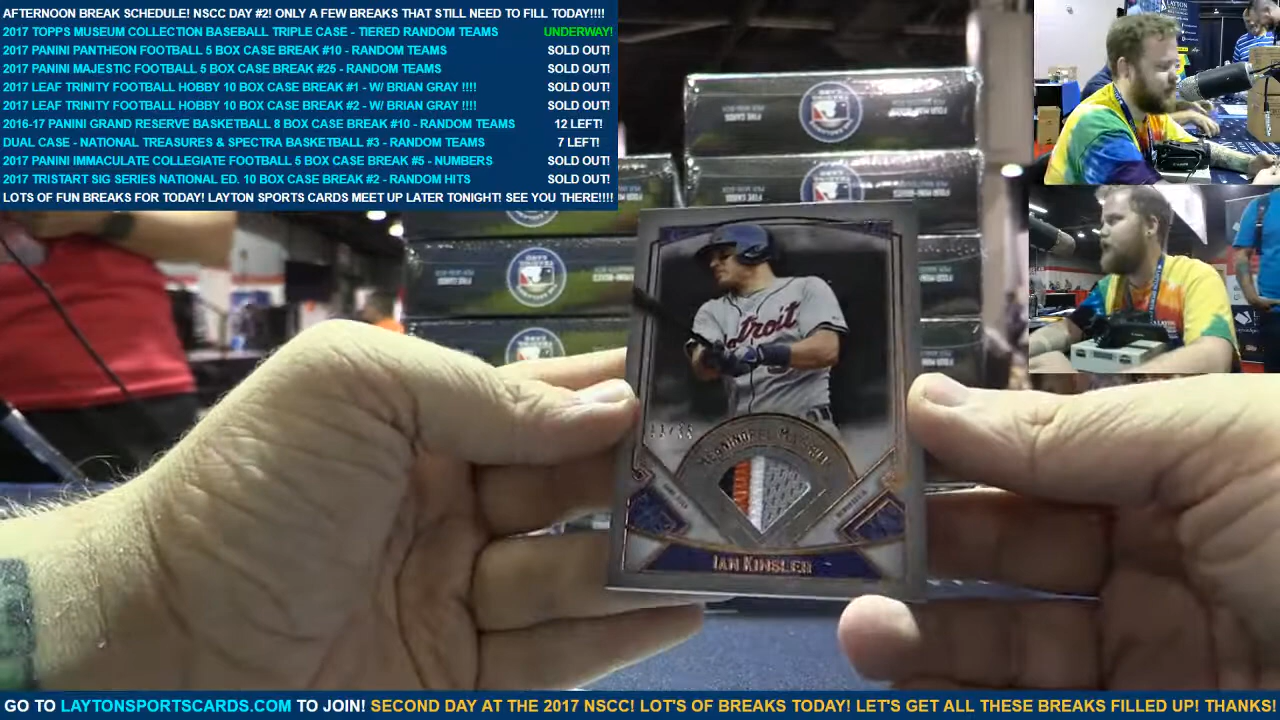 AFTERNOON BREAK SCHEDULE! NSCC DAY #2! ONLY A FEW BREAKS THAT STILL NEED TO FILL TODAY!!!!
2017 TOPPS MUSEUM COLLECTION BASEBALL TRIPLE CASE - TIERED RANDOM TEAMS UNDERWAY!
2017 PANINI PANTHEON FOOTBALL 5 BOX CASE BREAK #10 - RANDOM TEAMS SOLD OUT!
2017 PANINI MAJESTIC FOOTBALL 5 BOX CASE BREAK #25 - RANDOM TEAMS SOLD OUT!
2017 LEAF TRINITY FOOTBALL HOBBY 10 BOX CASE BREAK #1 - W/ BRIAN GRAY !!!! SOLD OUT!
2017 LEAF TRINITY FOOTBALL HOBBY 10 BOX CASE BREAK #2 - W/ BRIAN GRAY !!!! SOLD OUT!
2016-17 PANINI GRAND RESERVE BASKETBALL 8 BOX CASE BREAK #10 - RANDOM TEAMS 12 LEFT!
DUAL CASE - NATIONAL TREASURES & SPECTRA BASKETBALL #3 - RANDOM TEAMS 7 LEFT!
2017 PANINI IMMACULATE COLLEGIATE FOOTBALL 5 BOX CASE BREAK #5 - NUMBERS SOLD OUT!
2017 TRISTART SIG SERIES NATIONAL ED. 10 BOX CASE BREAK #2 - RANDOM HITS SOLD OUT!
LOTS OF FUN BREAKS FOR TODAY! LAYTON SPORTS CARDS MEET UP LATER TONIGHT! SEE YOU THERE!!!!
FIVE CARDS
Detroit
IAN KINSLER
GO TO LAYTONSPORTSCARDS.COM TO JOIN! SECOND DAY AT THE 2017 NSCC! LOT'S OF BREAKS TODAY! LET'S GET ALL THESE BREAKS FILLED UP! THANKS!